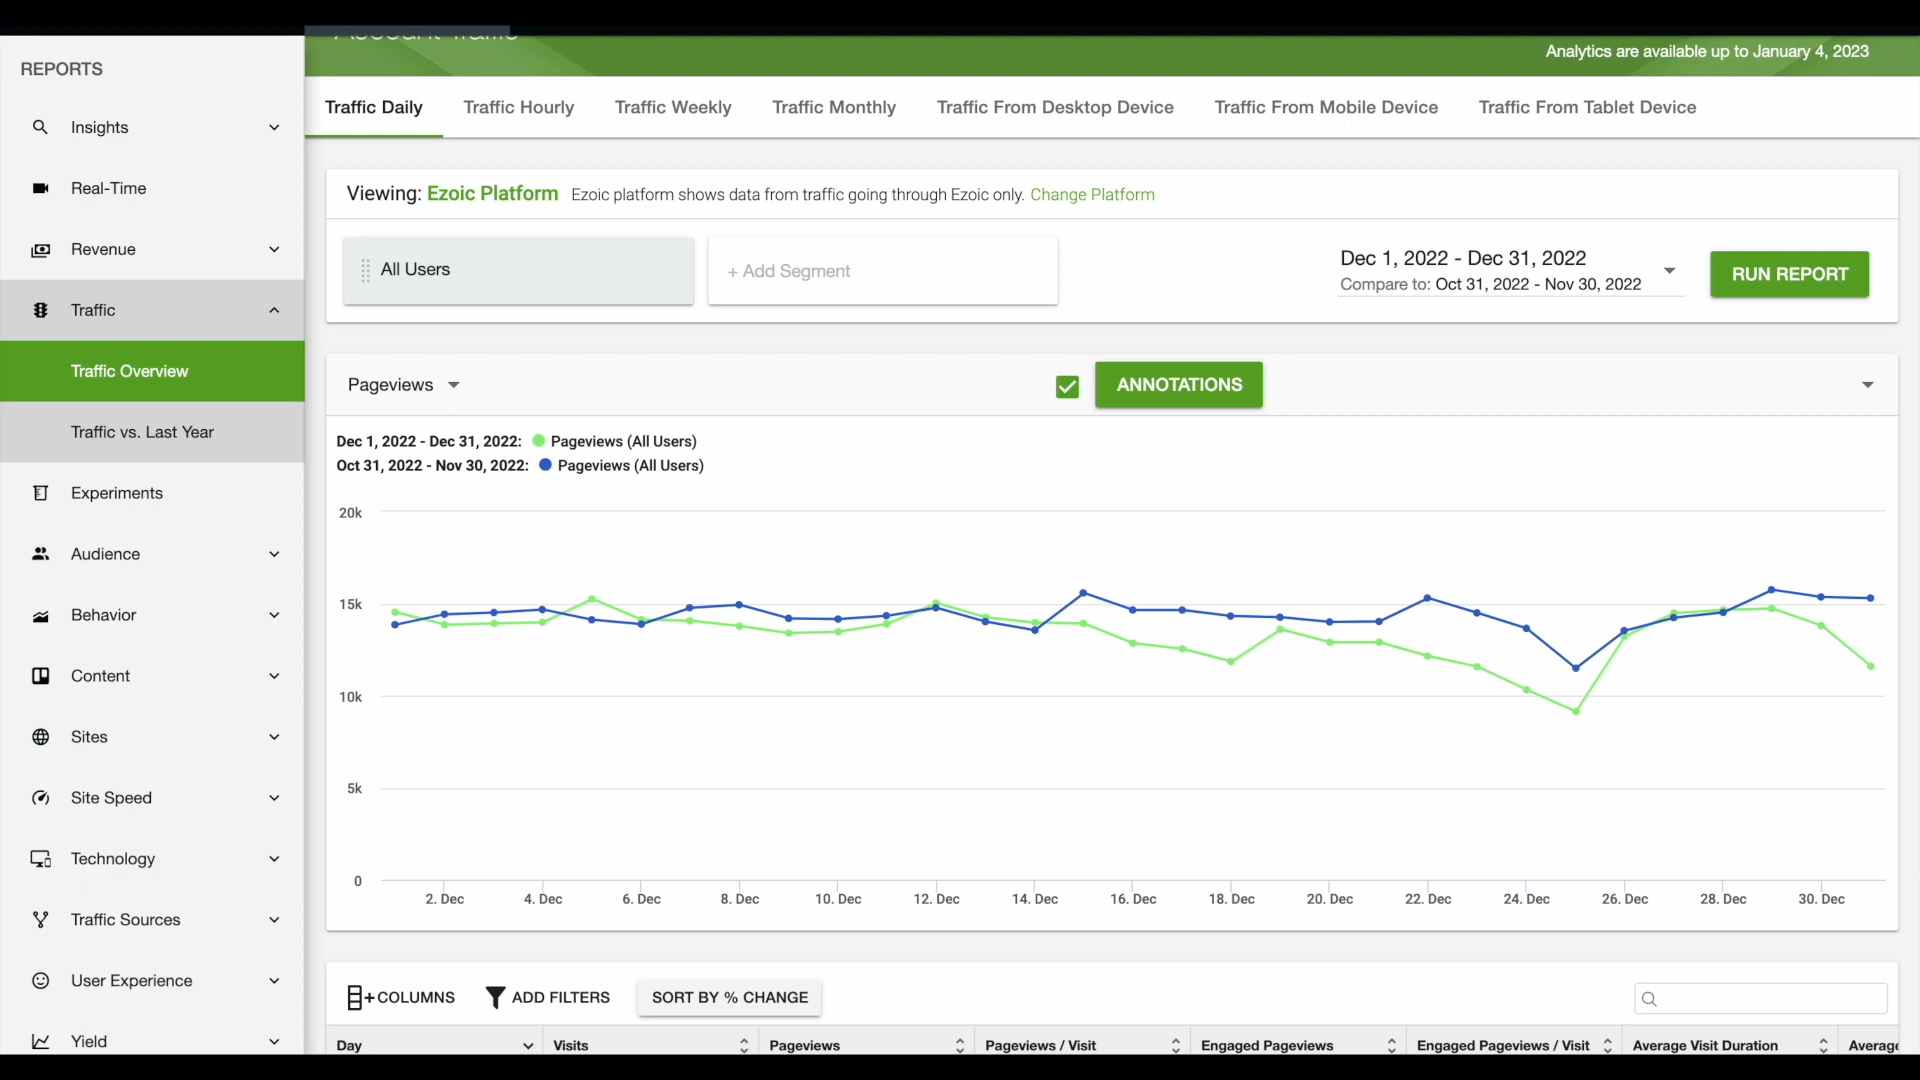 Account Traffic
Analytics are available up to January 4, 2023
REPORTS
Insights
Real-Time
Revenue
Traffic
Traffic Overview
Traffic vs. Last Year
Experiments
Audience
Behavior
Content
Sites
Site Speed
Technology
Traffic Sources
User Experience
Yield
Traffic Daily Traffic Hourly Traffic Weekly Traffic Monthly Traffic From Desktop Device Traffic From Mobile Device Traffic From Tablet Device
Viewing: Ezoic Platform Ezoic platform shows data from traffic going through Ezoic only. Change Platform
All Users + Add Segment
Dec 1, 2022 - Dec 31, 2022
Compare to: Oct 31, 2022 - Nov 30, 2022
RUN REPORT
Pageviews ANNOTATIONS
Dec 1, 2022 - Dec 31, 2022: Pageviews (All Users)
Oct 31, 2022 - Nov 30, 2022: Pageviews (All Users)
20k
15k
10k
5k
0
2. Dec 4. Dec 6. Dec 8. Dec 10. Dec 12. Dec 14. Dec 16. Dec 18. Dec 20. Dec 22. Dec 24. Dec 26. Dec 28. Dec 30. Dec
+COLUMNS ADD FILTERS SORT BY % CHANGE
Day Visits Pageviews Pageviews / Visit Engaged Pageviews Engaged Pageviews / Visit Average Visit Duration Average